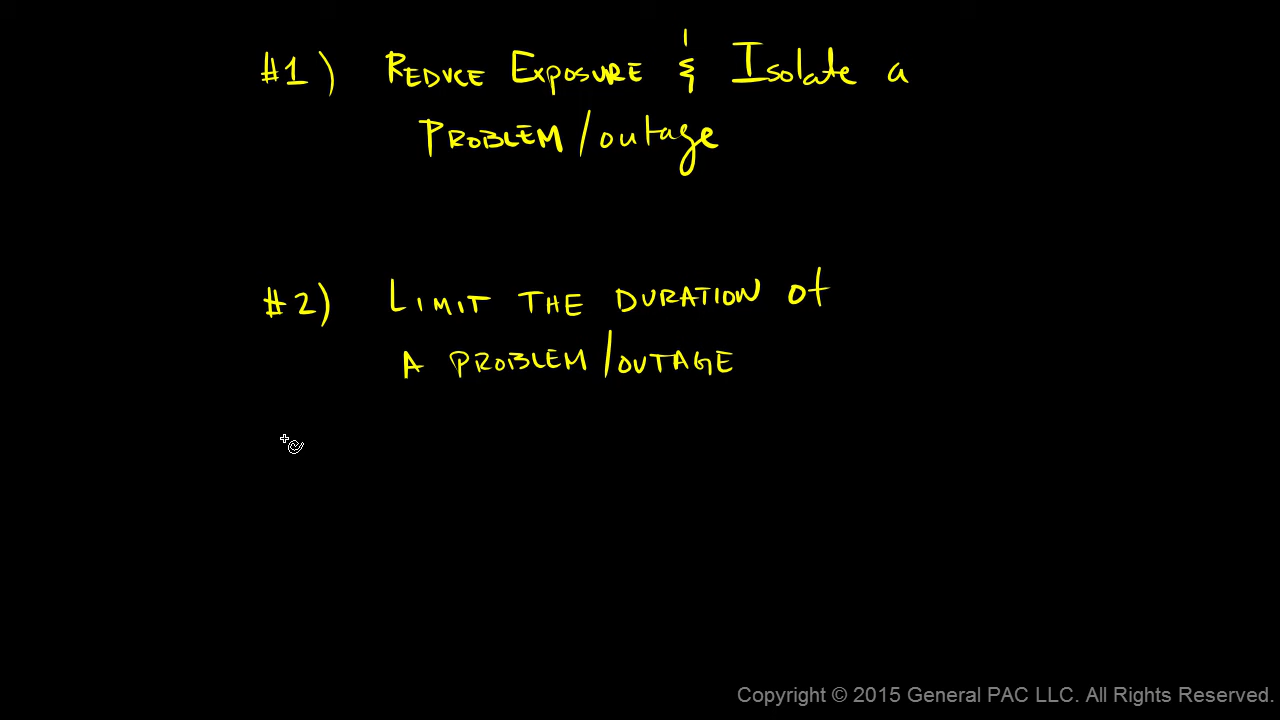 #1) REDUCE EXPOSURE & Isolate a
PROBLEM/outage
#2) LIMIT THE DURATION Of
A PROBLEM/OUTAGE
Copyright © 2015 General PAC LLC. All Rights Reserved.